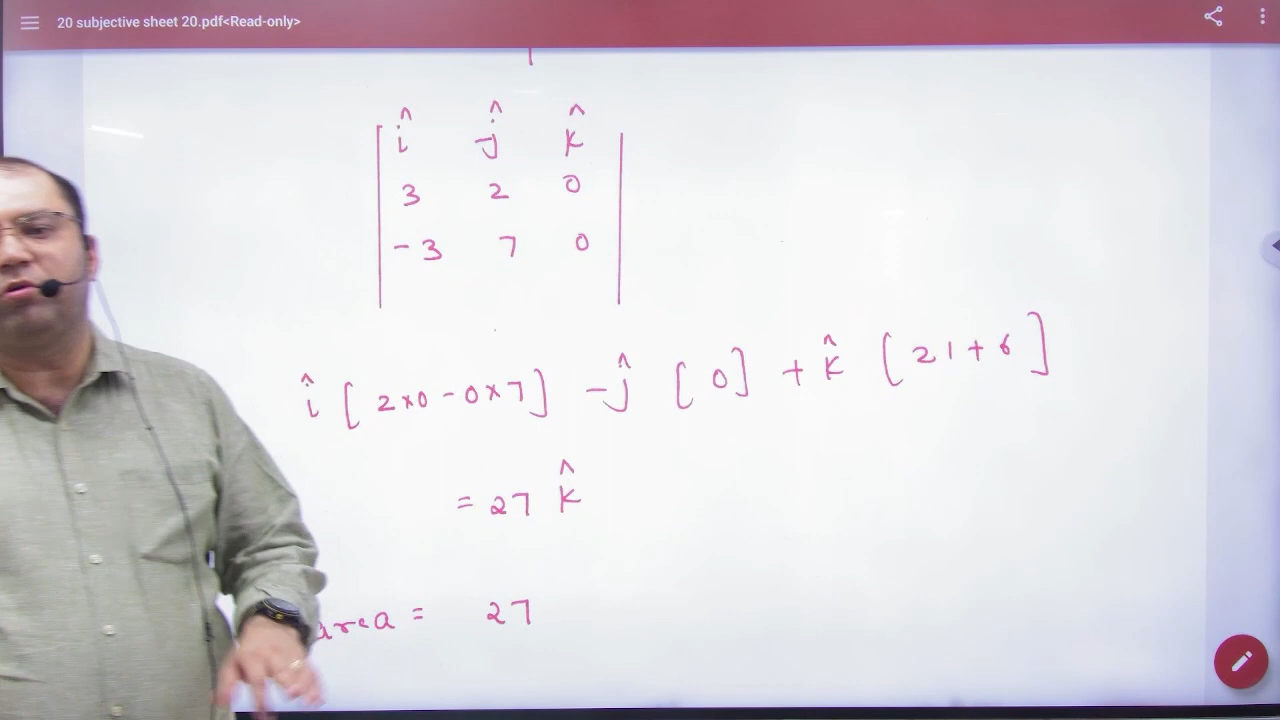 20 subjective sheet 20.pdf<Read-only>
î ĵ k̂
3 2 0
-3 7 0
î [ 2×0 - 0×7 ] - ĵ [ 0 ] + k̂ [ 21 + 6 ]
= 27 k̂
area = 27